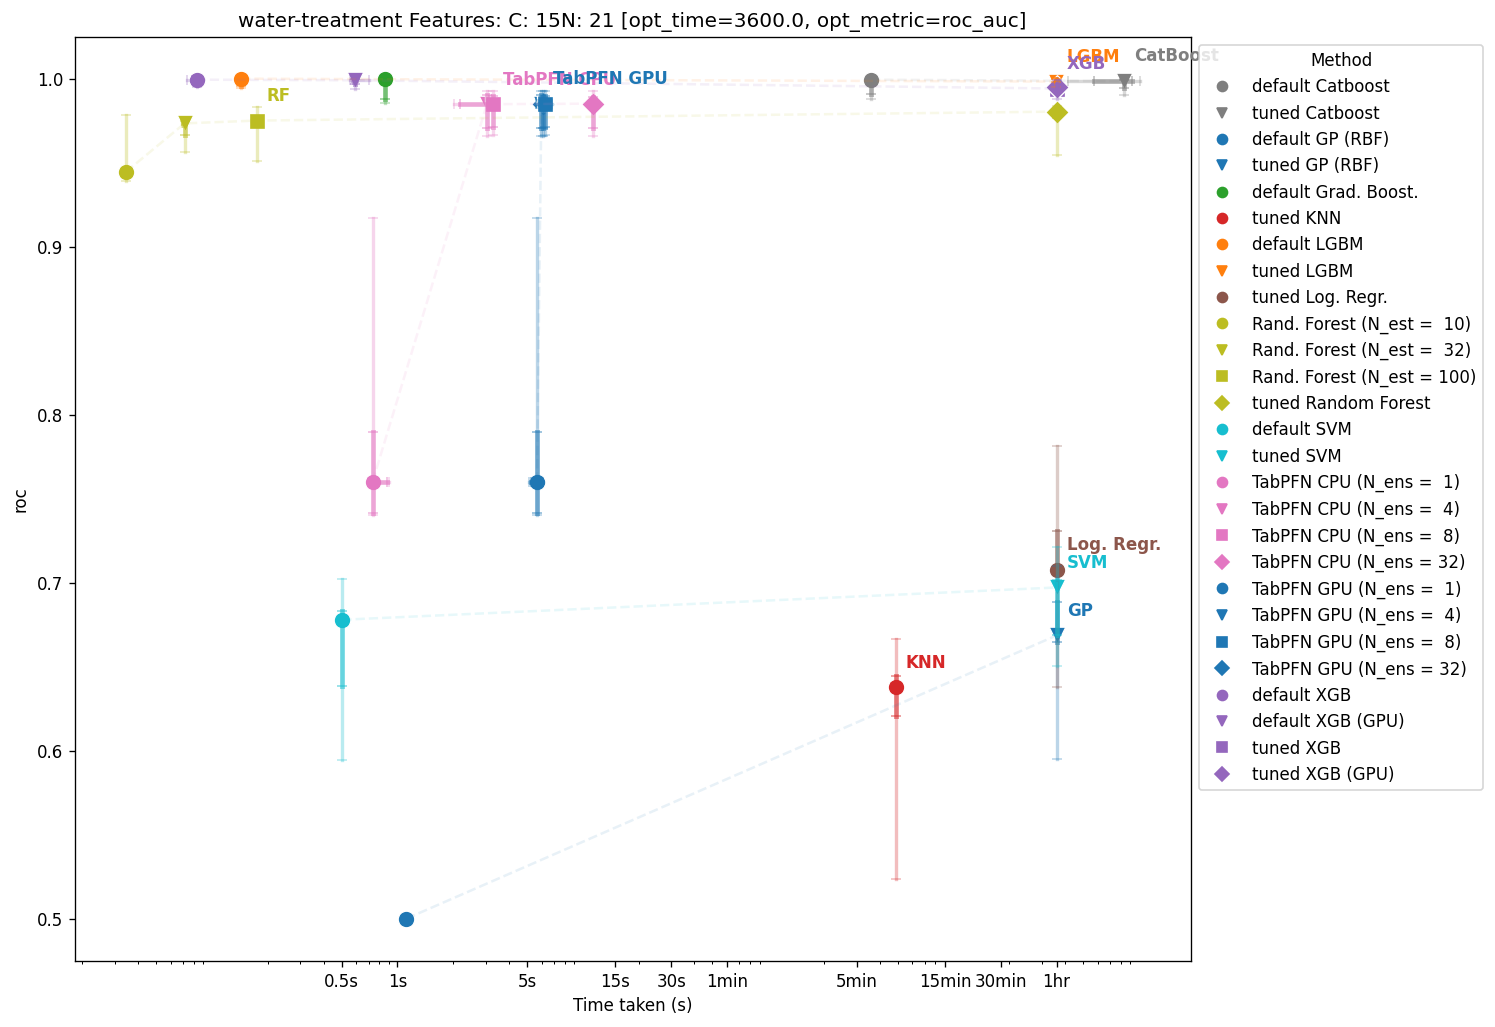 water-treatment Features: C: 15N: 21 [opt_time=3600.0, opt_metric=roc_auc]
LGBM
CatBoost
XGB
TabPFN CPU
TabPFN GPU
RF
Log. Regr.
SVM
GP
KNN
1.0
0.9
0.8
0.7
0.6
0.5
roc
0.5s 1s 5s 15s 30s 1min 5min 15min 30min 1hr
Time taken (s)
Method
default Catboost
tuned Catboost
default GP (RBF)
tuned GP (RBF)
default Grad. Boost.
tuned KNN
default LGBM
tuned LGBM
tuned Log. Regr.
Rand. Forest (N_est =  10)
Rand. Forest (N_est =  32)
Rand. Forest (N_est = 100)
tuned Random Forest
default SVM
tuned SVM
TabPFN CPU (N_ens =  1)
TabPFN CPU (N_ens =  4)
TabPFN CPU (N_ens =  8)
TabPFN CPU (N_ens = 32)
TabPFN GPU (N_ens =  1)
TabPFN GPU (N_ens =  4)
TabPFN GPU (N_ens =  8)
TabPFN GPU (N_ens = 32)
default XGB
default XGB (GPU)
tuned XGB
tuned XGB (GPU)